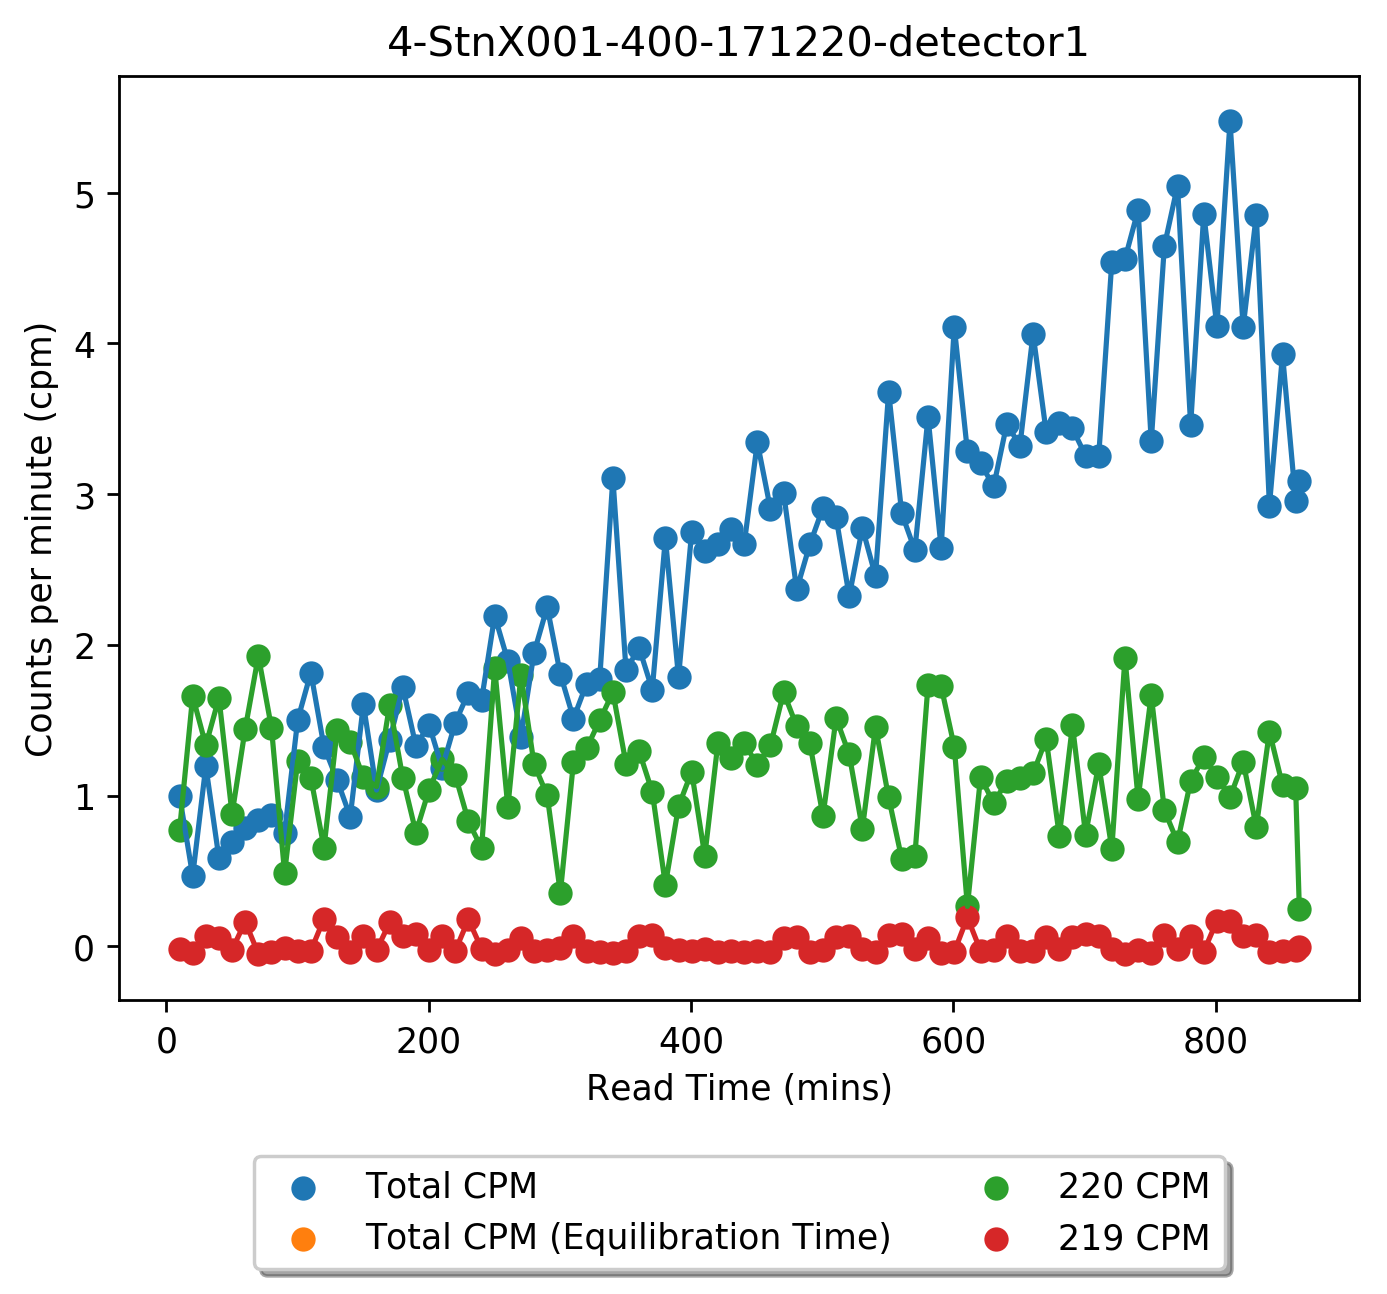 4-StnX001-400-171220-detector1
5
4
3
2
1
0
Counts per minute (cpm)
0 200 400 600 800
Read Time (mins)
Total CPM
Total CPM (Equilibration Time)
220 CPM
219 CPM